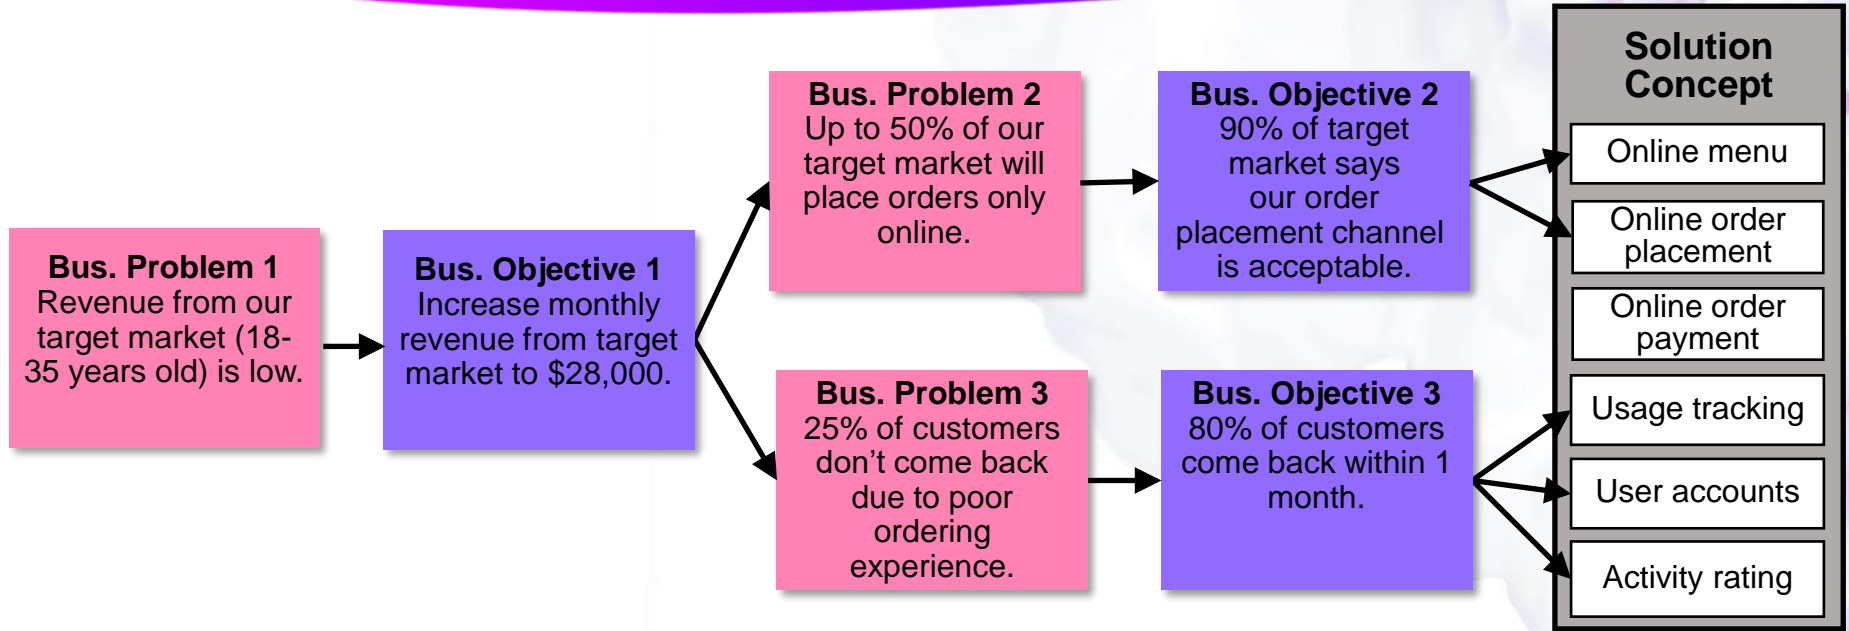 Bus. Problem 1
Revenue from our
target market (18-
35 years old) is low.
Bus. Objective 1
Increase monthly
revenue from target
market to $28,000.
Bus. Problem 2
Up to 50% of our
target market will
place orders only
online.
Bus. Objective 2
90% of target
market says
our order
placement channel
is acceptable.
Bus. Problem 3
25% of customers
don’t come back
due to poor
ordering
experience.
Bus. Objective 3
80% of customers
come back within 1
month.
Solution
Concept
Online menu
Online order
placement
Online order
payment
Usage tracking
User accounts
Activity rating